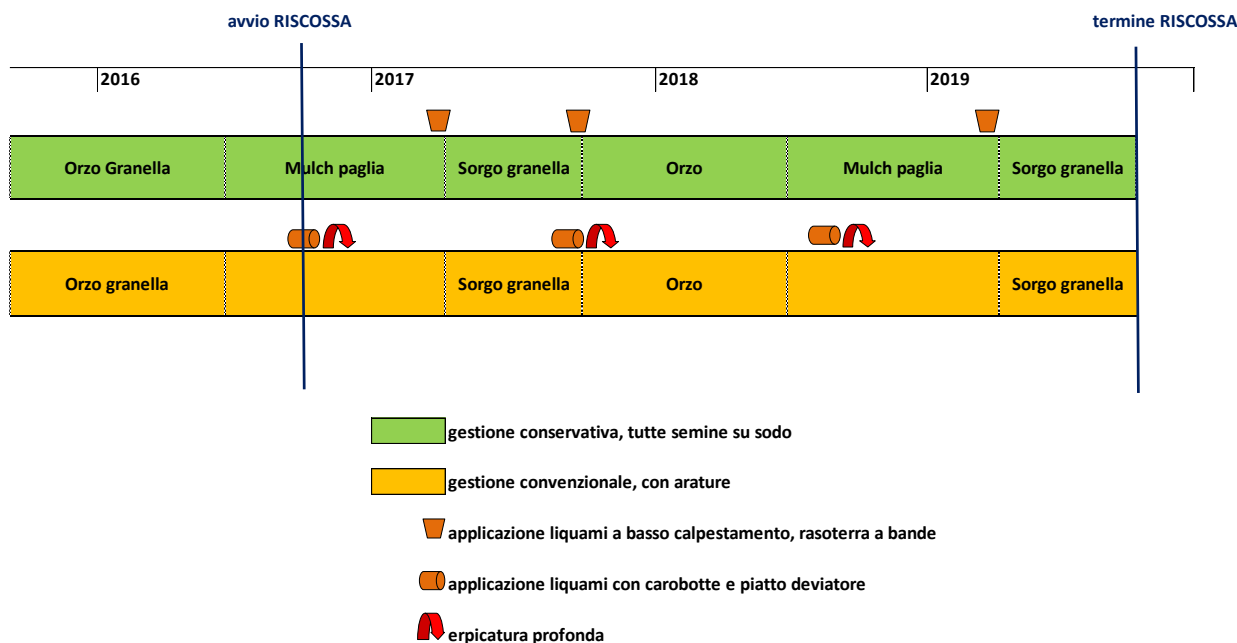 avvio RISCOSSA
termine RISCOSSA
2016
2017
2018
2019
Orzo Granella
Mulch paglia
Sorgo granella
Orzo
Mulch paglia
Sorgo granella
Orzo granella
Sorgo granella
Orzo
Sorgo granella
gestione conservativa, tutte semine su sodo
gestione convenzionale, con arature
applicazione liquami a basso calpestamento, rasoterra a bande
applicazione liquami con carobotte e piatto deviatore
erpicatura profonda